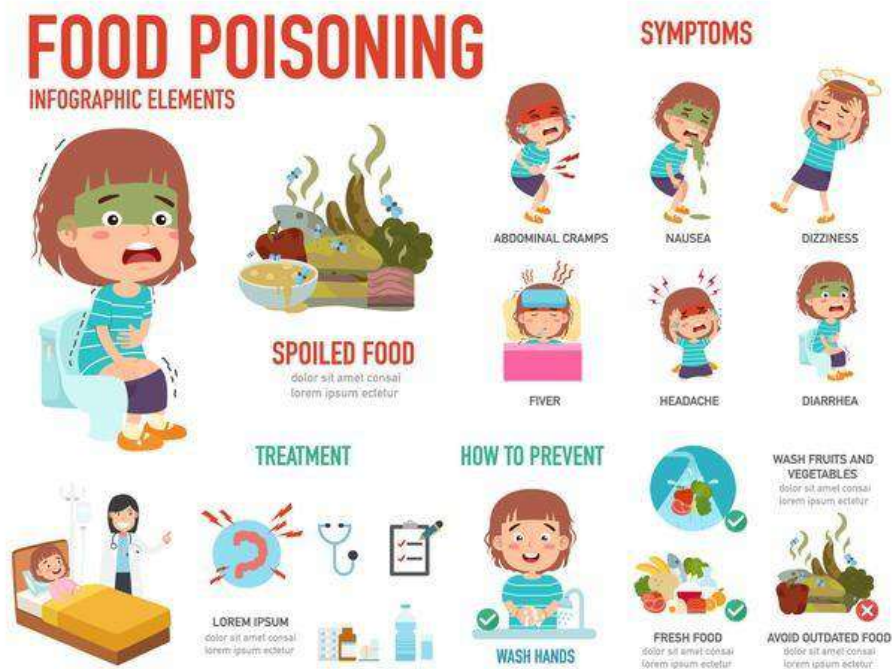 FOOD POISONING
INFOGRAPHIC ELEMENTS
SPOILED FOOD
dolor sit amet consai
lorem ipsum ectetur
SYMPTOMS
ABDOMINAL CRAMPS
NAUSEA
DIZZINESS
FIVER
HEADACHE
DIARRHEA
TREATMENT
LOREM IPSUM
dolor sit amet consai
lorem ipsum ectetur
HOW TO PREVENT
WASH HANDS
WASH FRUITS AND
VEGETABLES
dolor sit amet consai
lorem ipsum ectetur
FRESH FOOD
dolor sit amet consai
lorem ipsum ectetur
AVOID OUTDATED FOOD
dolor sit amet consai
lorem ipsum ectetur